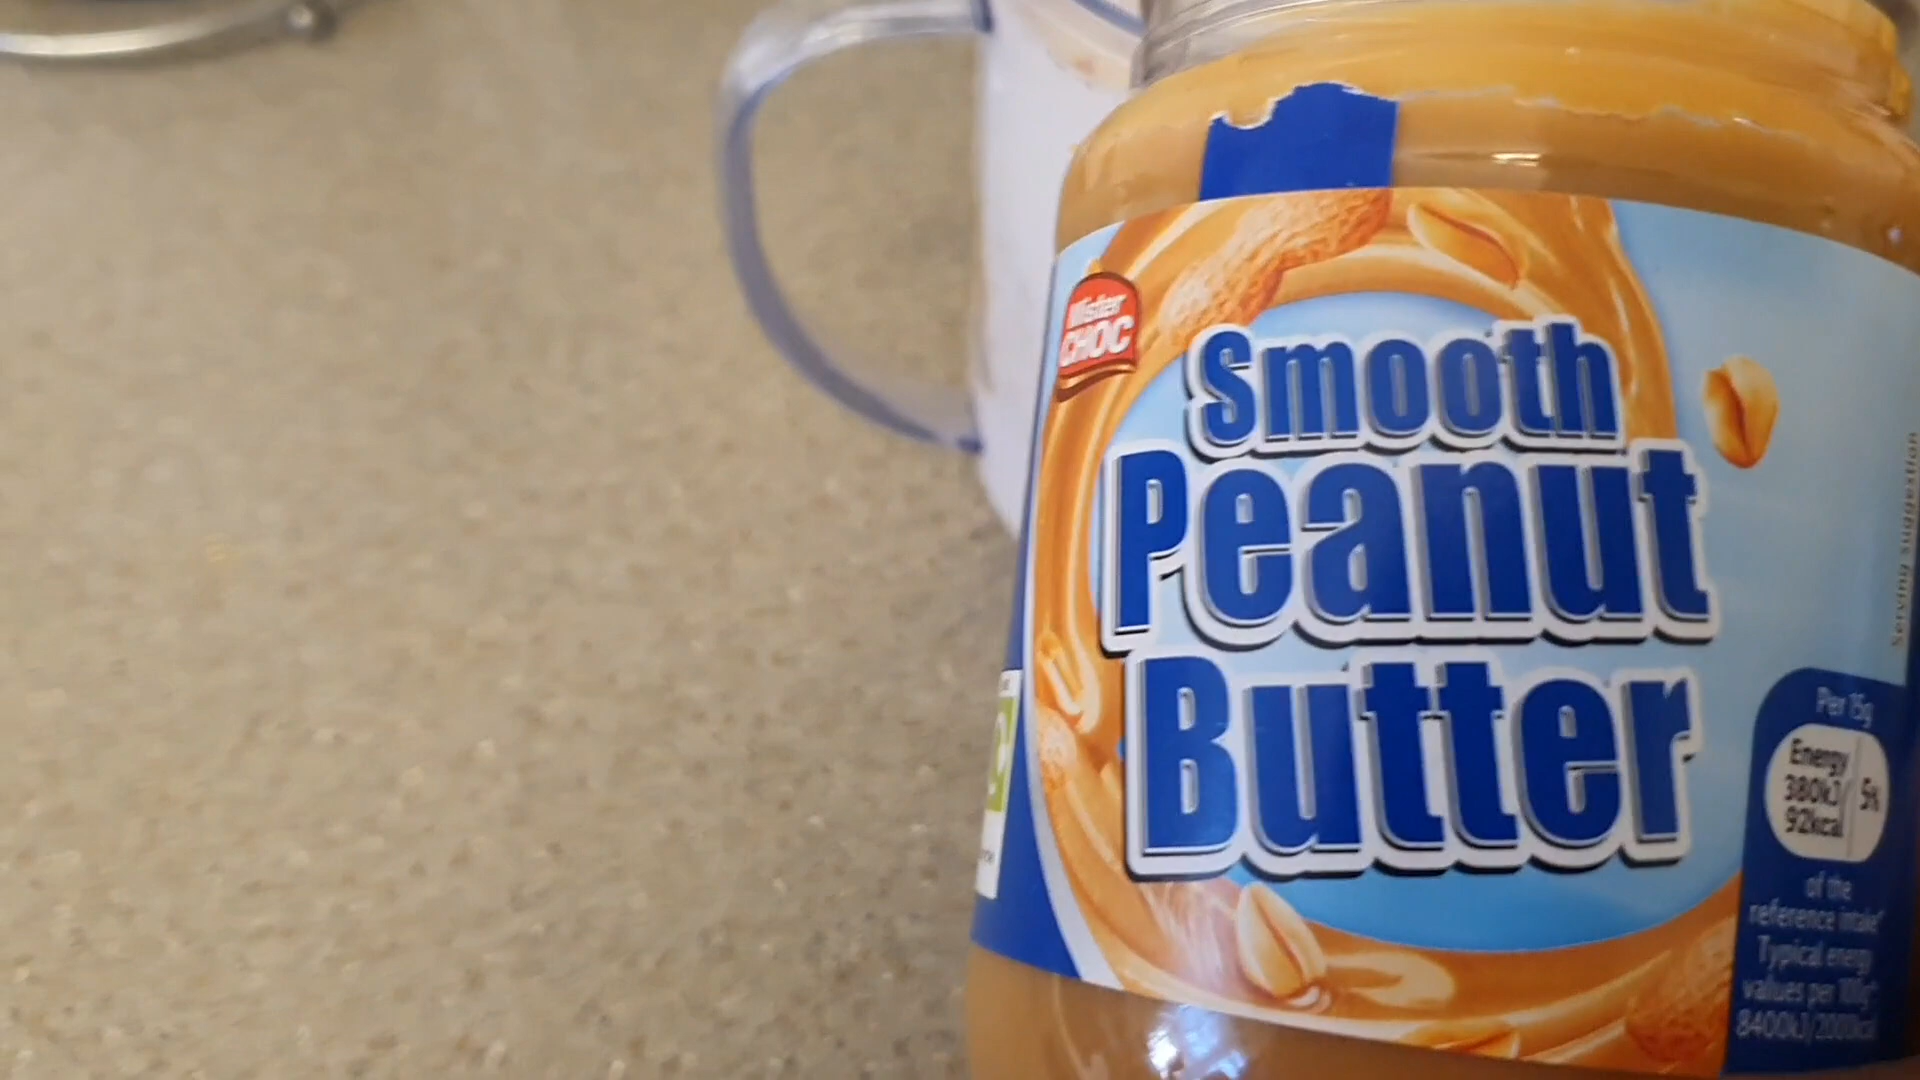 Mister
CHOC
Smooth
Peanut
Butter
Serving suggestion
Per 15g
Energy
380kJ
92kcal
5%
of the
reference intake*
Typical energy
values per 100g:
8400kJ/2000kcal